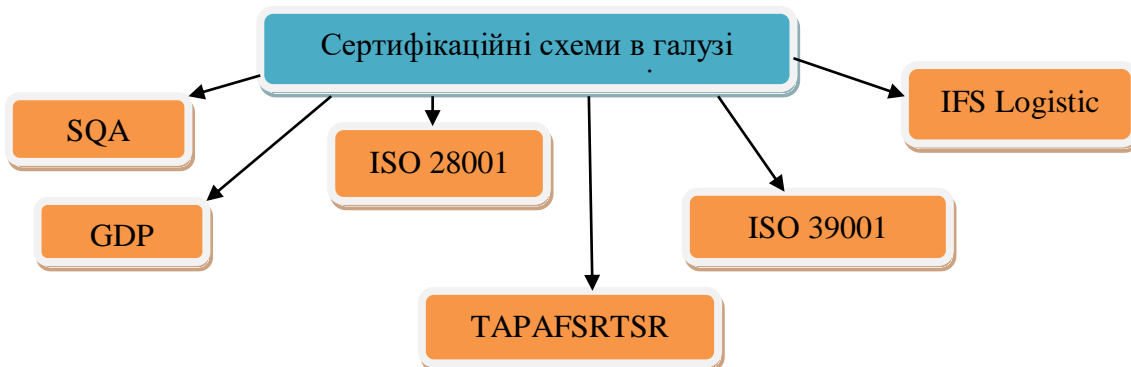 Сертифікаційні схеми в галузі
SQA
ISO 28001
IFS Logistic
GDP
ISO 39001
TAPAFSRTSR